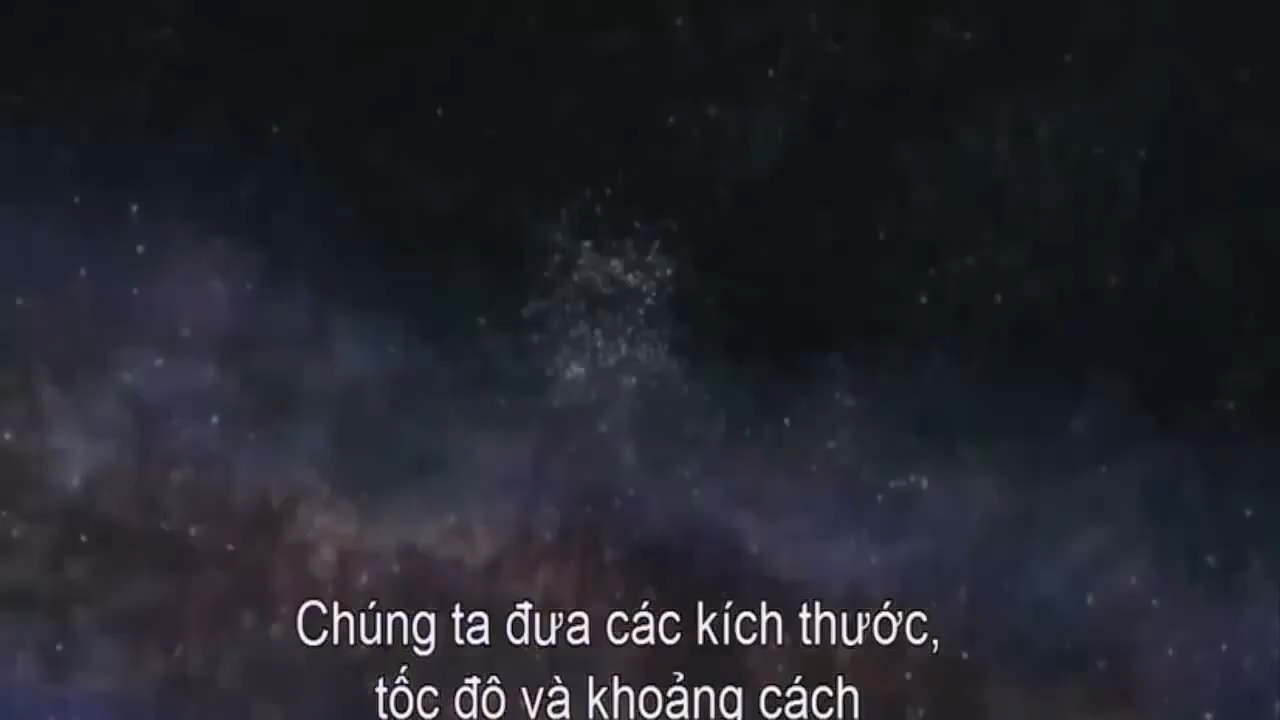 Chúng ta đưa các kích thước,
tốc độ và khoảng cách